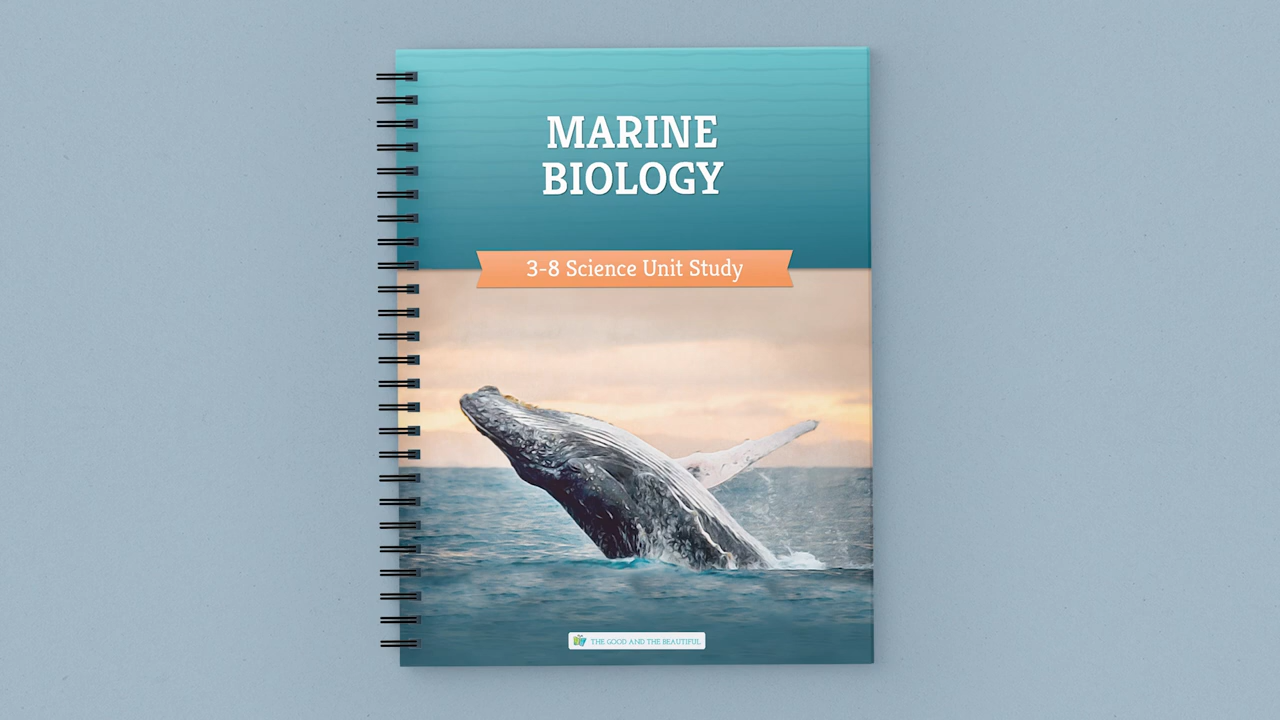 MARINE
BIOLOGY
3-8 Science Unit Study
THE GOOD AND THE BEAUTIFUL